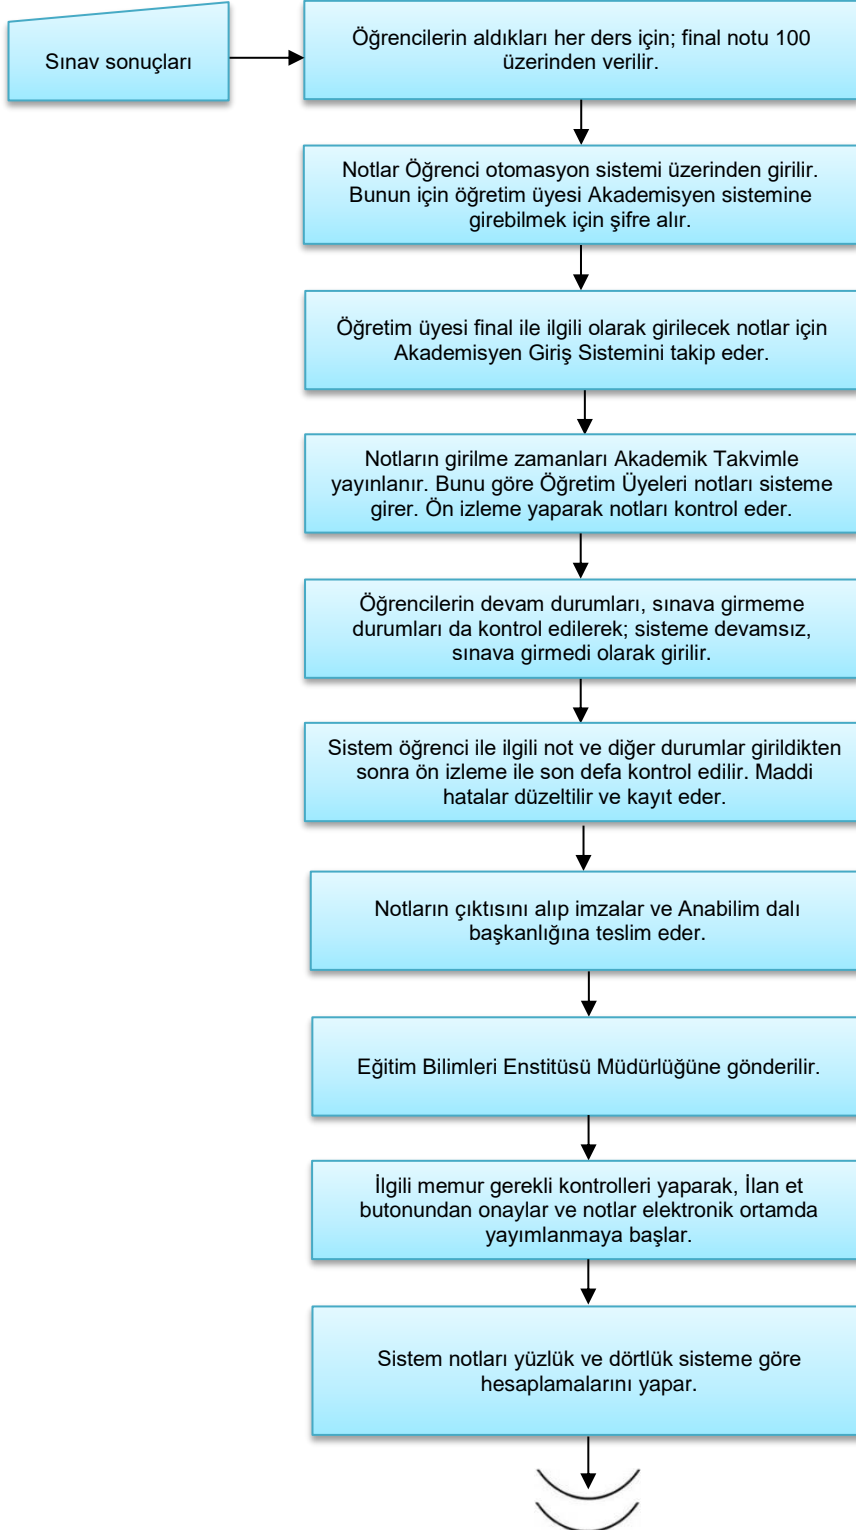 Sınav sonuçları
Öğrencilerin aldıkları her ders için; final notu 100
üzerinden verilir.
Notlar Öğrenci otomasyon sistemi üzerinden girilir.
Bunun için öğretim üyesi Akademisyen sistemine
girebilmek için şifre alır.
Öğretim üyesi final ile ilgili olarak girilecek notlar için
Akademisyen Giriş Sistemini takip eder.
Notların girilme zamanları Akademik Takvimle
yayınlanır. Bunu göre Öğretim Üyeleri notları sisteme
girer. Ön izleme yaparak notları kontrol eder.
Öğrencilerin devam durumları, sınava girmeme
durumları da kontrol edilerek; sisteme devamsız,
sınava girmedi olarak girilir.
Sistem öğrenci ile ilgili not ve diğer durumlar girildikten
sonra ön izleme ile son defa kontrol edilir. Maddi
hatalar düzeltilir ve kayıt eder.
Notların çıktısını alıp imzalar ve Anabilim dalı
başkanlığına teslim eder.
Eğitim Bilimleri Enstitüsü Müdürlüğüne gönderilir.
İlgili memur gerekli kontrolleri yaparak, İlan et
butonundan onaylar ve notlar elektronik ortamda
yayımlanmaya başlar.
Sistem notları yüzlük ve dörtlük sisteme göre
hesaplamalarını yapar.